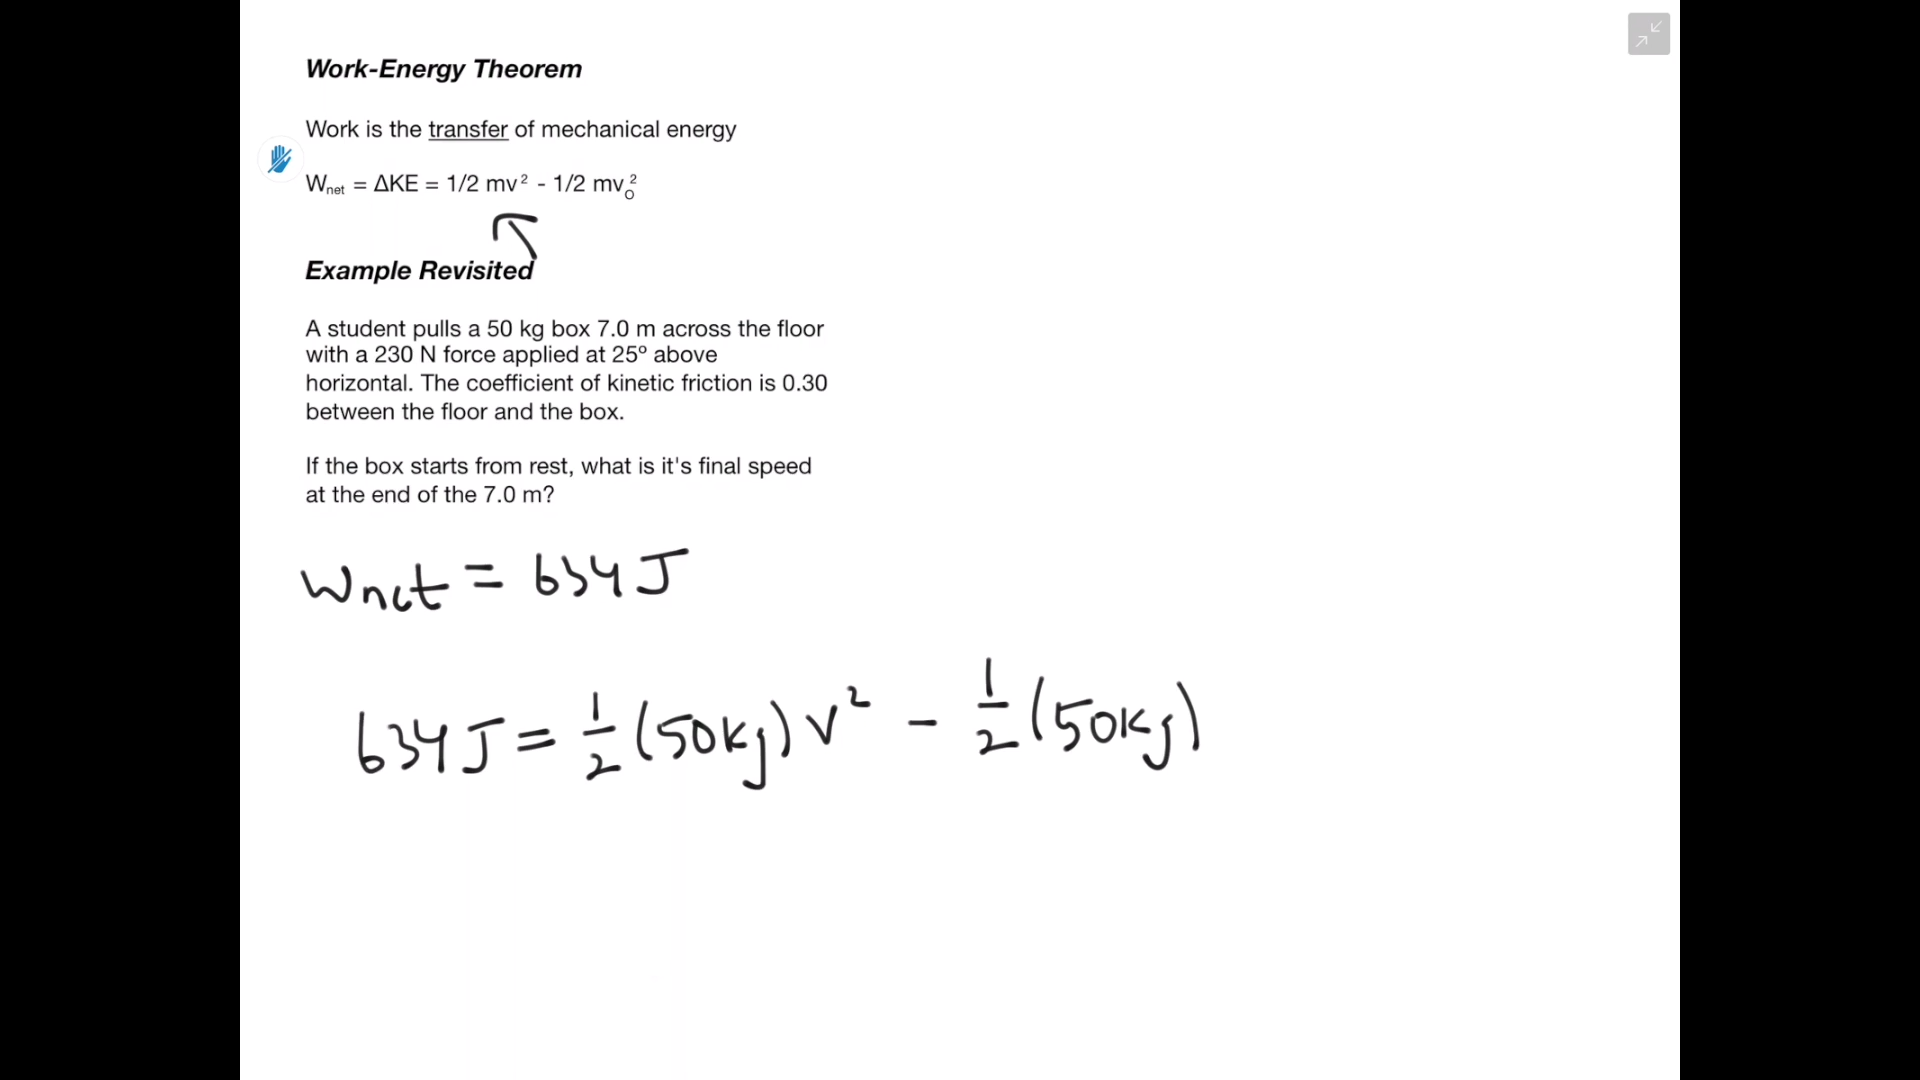 Work-Energy Theorem
Work is the transfer of mechanical energy
Wnet = ΔKE = 1/2 mv² - 1/2 mvO²
Example Revisited
A student pulls a 50 kg box 7.0 m across the floor
with a 230 N force applied at 25º above
horizontal. The coefficient of kinetic friction is 0.30
between the floor and the box.
If the box starts from rest, what is it's final speed
at the end of the 7.0 m?
Wnet = 634 J
634 J = 1/2 (50kg) v² - 1/2 (50kg)